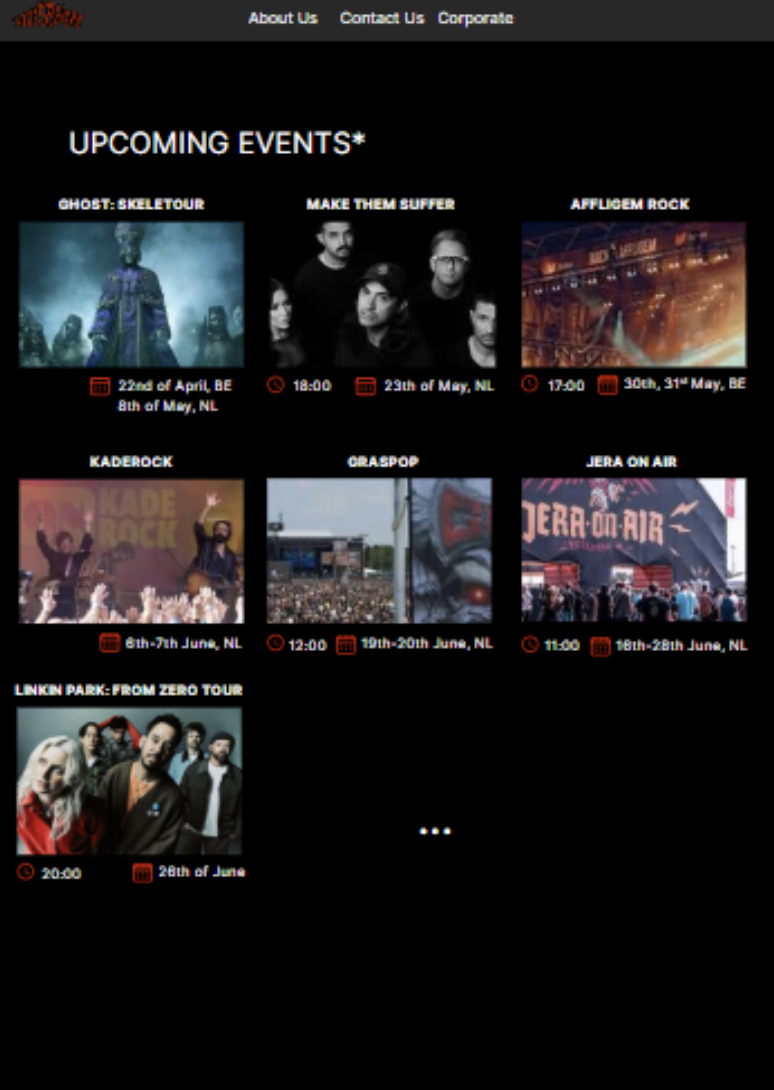 About Us Contact Us Corporate
UPCOMING EVENTS*
GHOST: SKELETOUR
MAKE THEM SUFFER
AFFLIGEM ROCK
22nd of April, BE
8th of May, NL
18:00 23th of May, NL
17:00 30th, 31st May, BE
KADEROCK
GRASPOP
JERA ON AIR
KADE
ROCK
JERA·ON·AIR
6th-7th June, NL
12:00 19th-20th June, NL
11:00 16th-28th June, NL
LINKIN PARK: FROM ZERO TOUR
20:00 26th of June
...